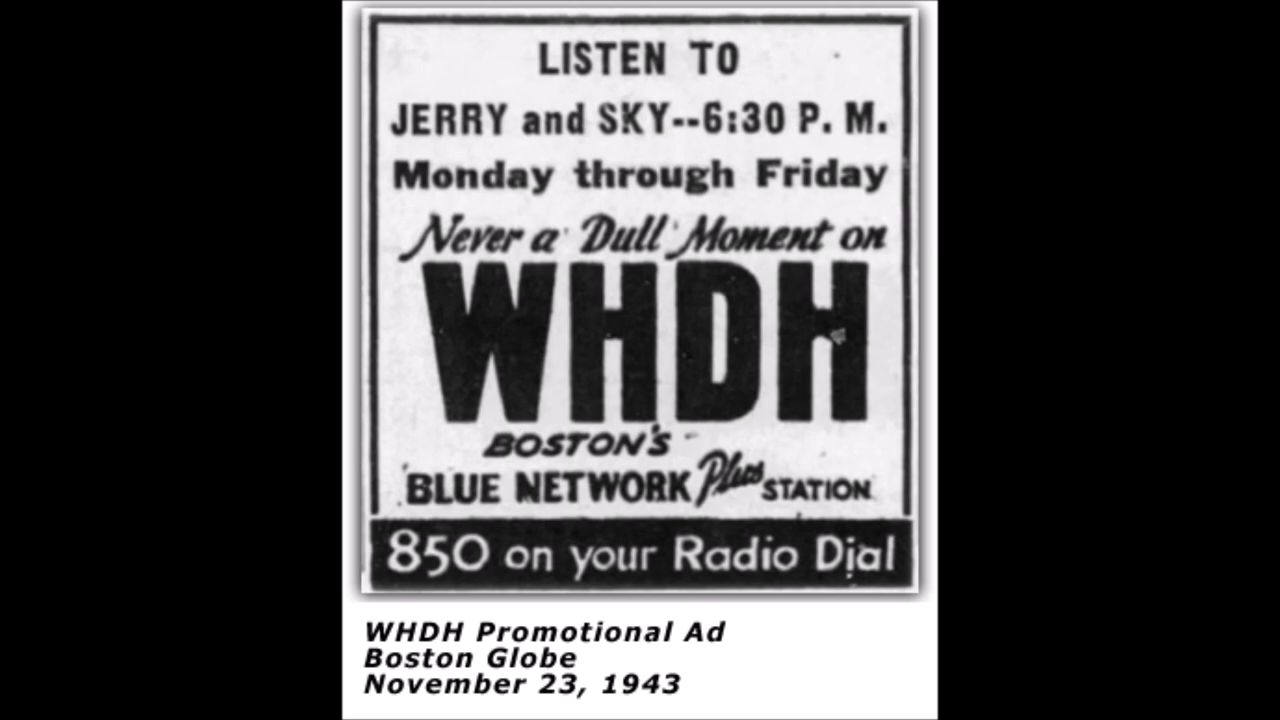 LISTEN TO
JERRY and SKY--6:30 P. M.
Monday through Friday
Never a Dull Moment on
WHDH
BOSTON'S
BLUE NETWORK Plus STATION
850 on your Radio Dial
WHDH Promotional Ad
Boston Globe
November 23, 1943